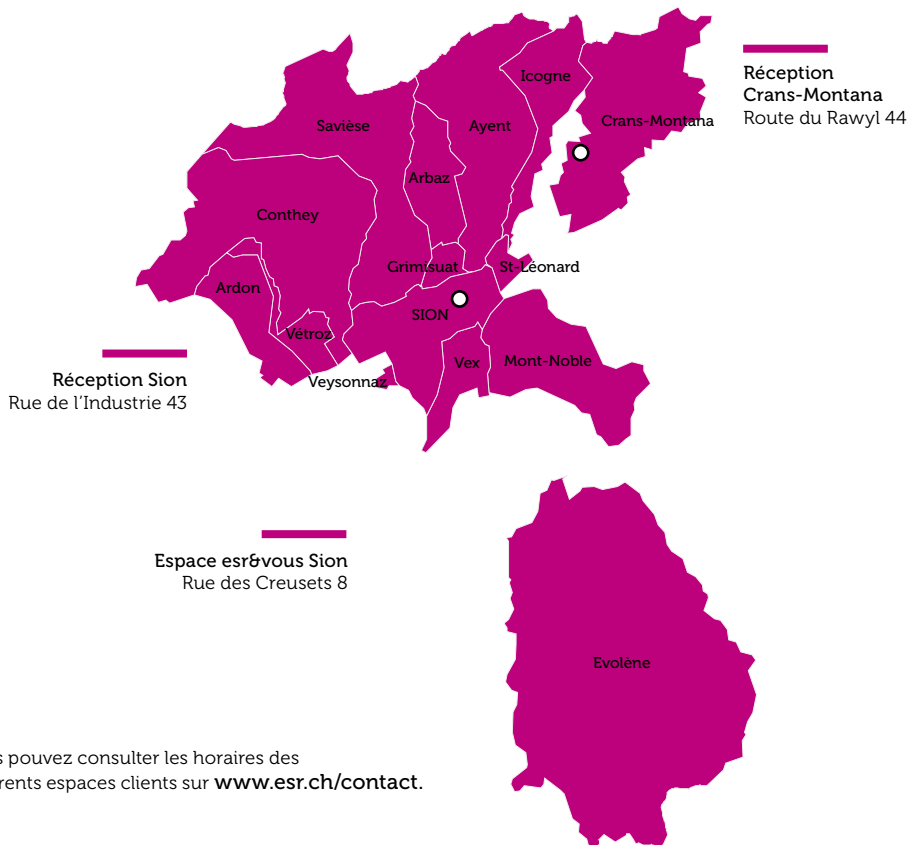 Icogne
Réception
Crans-Montana
Route du Rawyl 44
Savièse
Ayent
Crans-Montana
Arbaz
Conthey
Grimisuat
St-Léonard
Ardon
SION
Vétroz
Vex
Mont-Noble
Veysonnaz
Réception Sion
Rue de l'Industrie 43
Espace esr&vous Sion
Rue des Creusets 8
Evolène
pouvez consulter les horaires des
espaces clients sur www.esr.ch/contact.